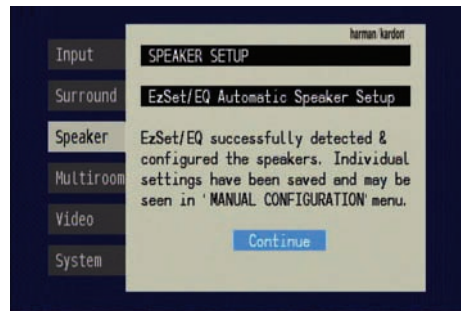 harman/kardon
Input
Surround
Speaker
Multiroom
Video
System
SPEAKER SETUP
EzSet/EQ Automatic Speaker Setup
EzSet/EQ successfully detected &
configured the speakers. Individual
settings have been saved and may be
seen in 'MANUAL CONFIGURATION' menu.
Continue